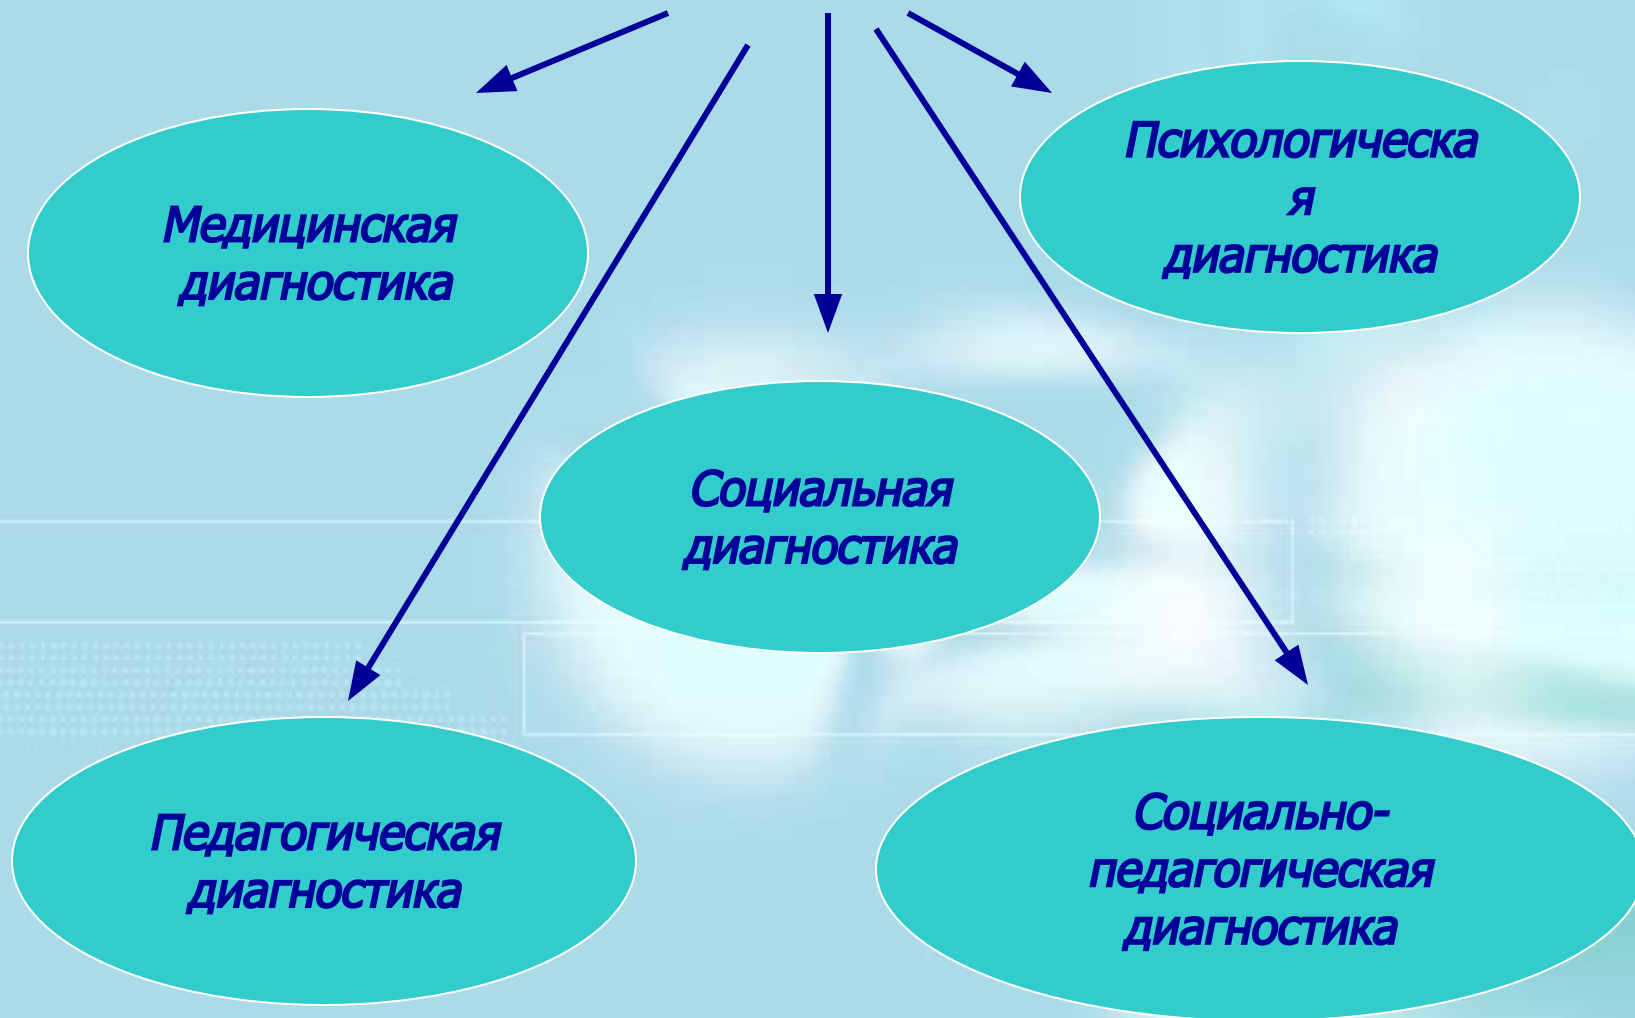 Медицинская
диагностика
Психологическа
я
диагностика
Социальная
диагностика
Педагогическая
диагностика
Социально-
педагогическая
диагностика